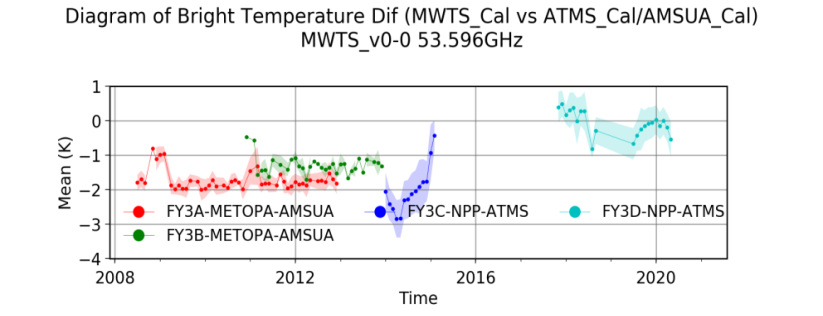 Diagram of Bright Temperature Dif (MWTS_Cal vs ATMS_Cal/AMSUA_Cal)
MWTS_v0-0 53.596GHz
1
0
−1
−2
−3
−4
Mean (K)
FY3A-METOPA-AMSUA
FY3B-METOPA-AMSUA
FY3C-NPP-ATMS
FY3D-NPP-ATMS
2008 2012 2016 2020
Time